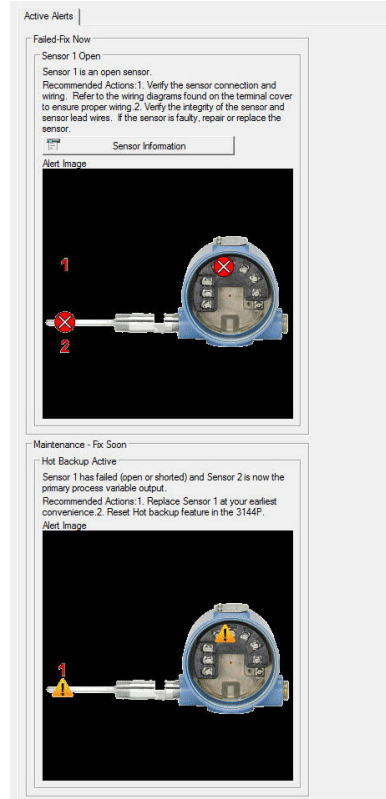 Active Alerts
Failed-Fix Now
Sensor 1 Open
Sensor 1 is an open sensor.
Recommended Actions:1. Verify the sensor connection and
wiring.  Refer to the wiring diagrams found on the terminal cover
to ensure proper wiring.2. Verify the integrity of the sensor and
sensor lead wires.  If the sensor is faulty, repair or replace the
sensor.
Sensor Information
Alert Image
1
2
Maintenance - Fix Soon
Hot Backup Active
Sensor 1 has failed (open or shorted) and Sensor 2 is now the
primary process variable output.
Recommended Actions:1. Replace Sensor 1 at your earliest
convenience.2. Reset Hot backup feature in the 3144P.
Alert Image
1